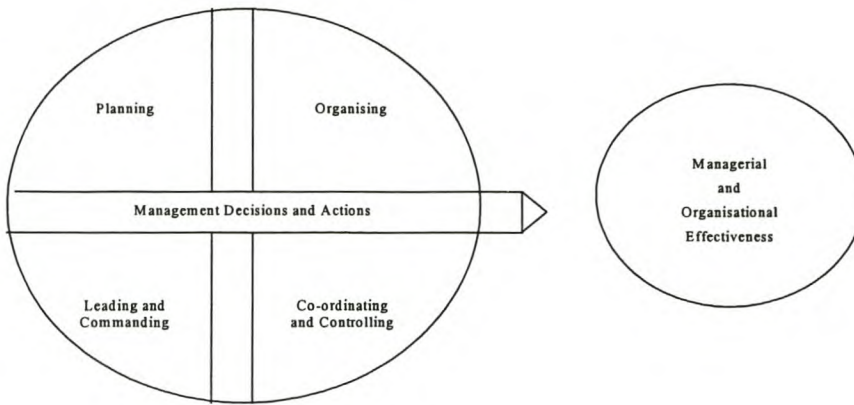 Planning
Organising
Management Decisions and Actions
Leading and
Commanding
Co-ordinating
and Controlling
Managerial
and
Organisational
Effectiveness